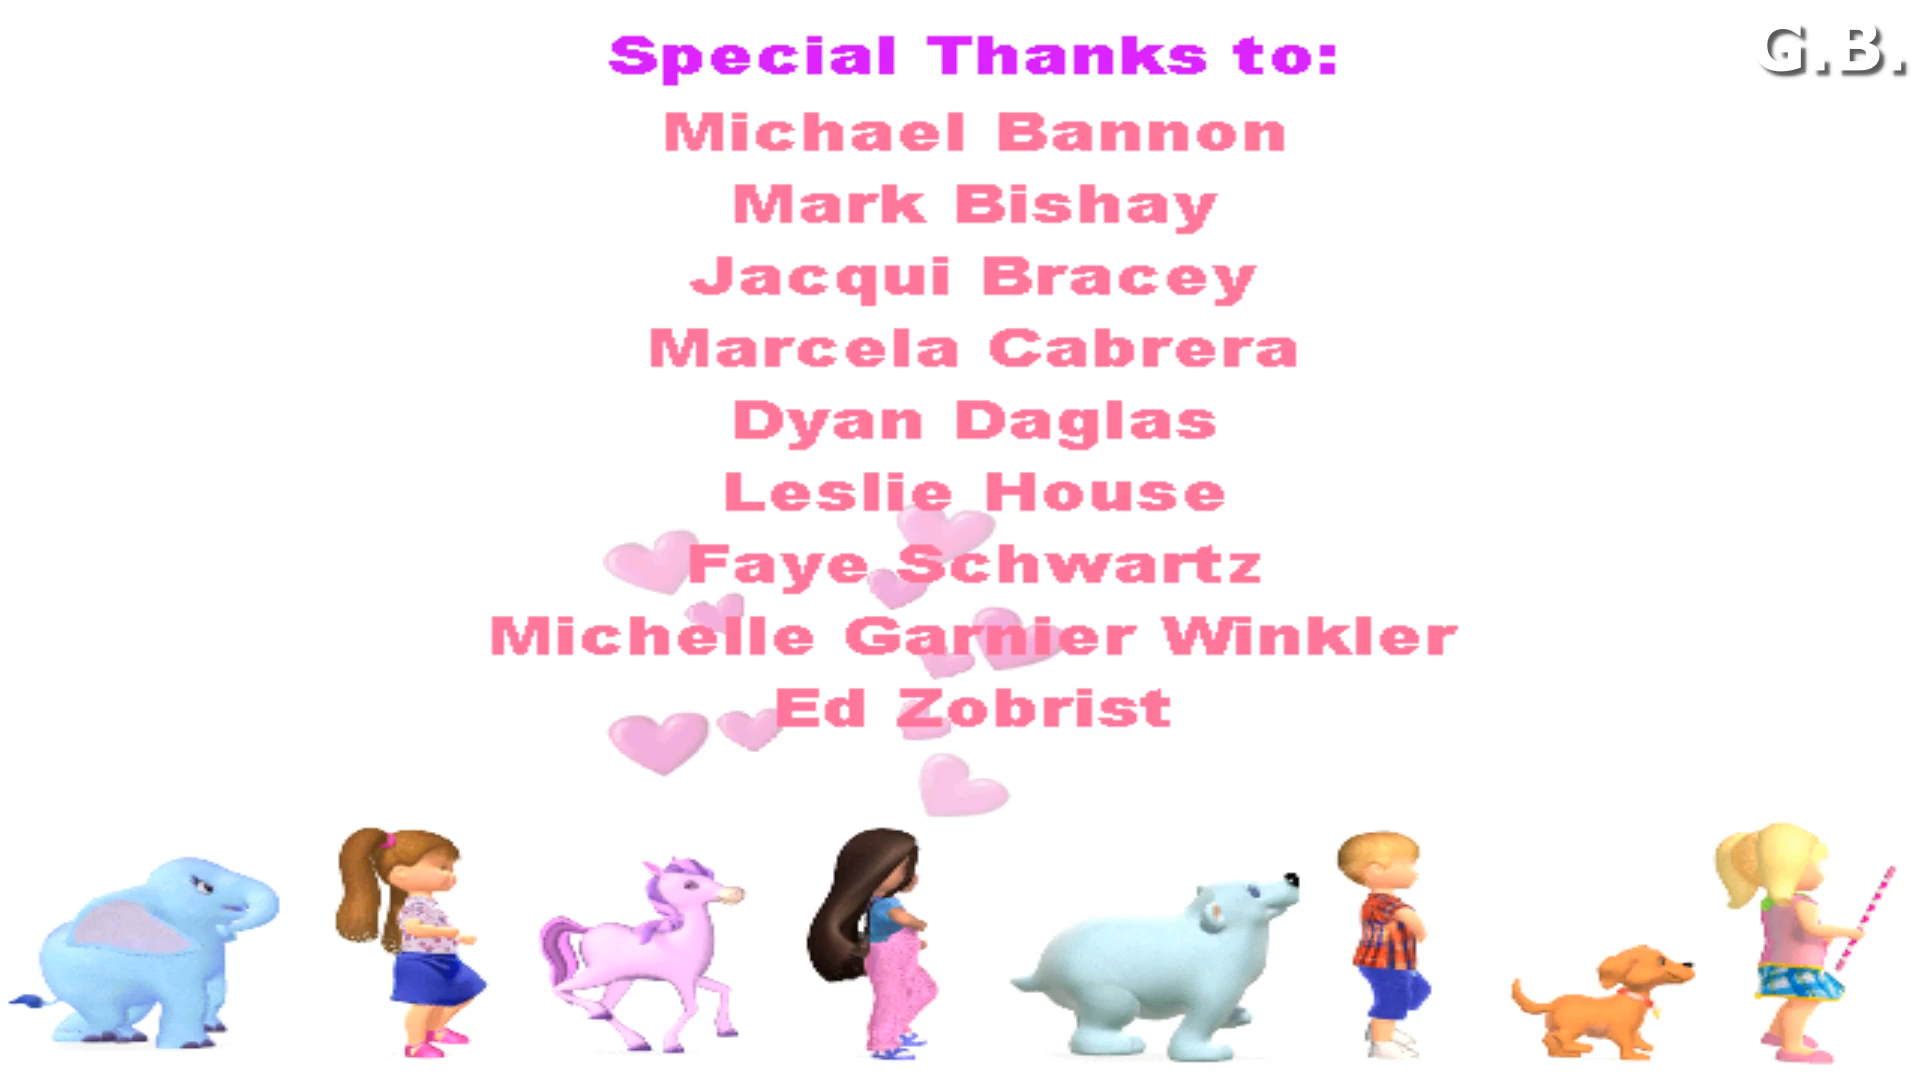 Special Thanks to:
G.B.
Michael Bannon
Mark Bishay
Jacqui Bracey
Marcela Cabrera
Dyan Daglas
Leslie House
Faye Schwartz
Michelle Garnier Winkler
Ed Zobrist